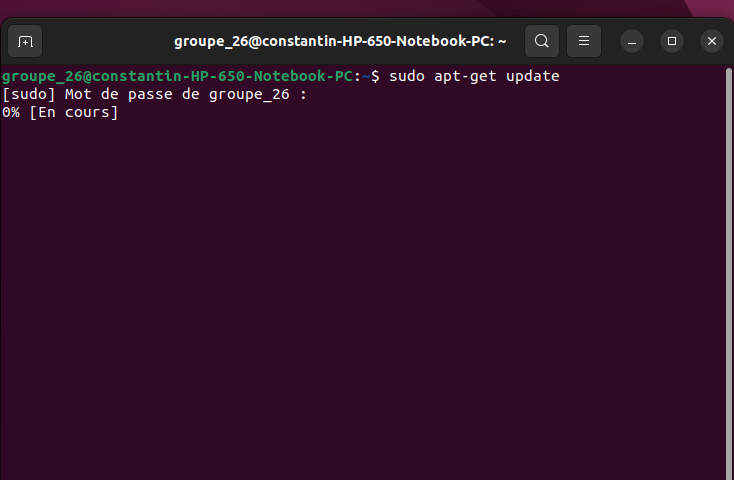 groupe_26@constantin-HP-650-Notebook-PC: ~
groupe_26@constantin-HP-650-Notebook-PC:~$ sudo apt-get update
[sudo] Mot de passe de groupe_26 :
0% [En cours]